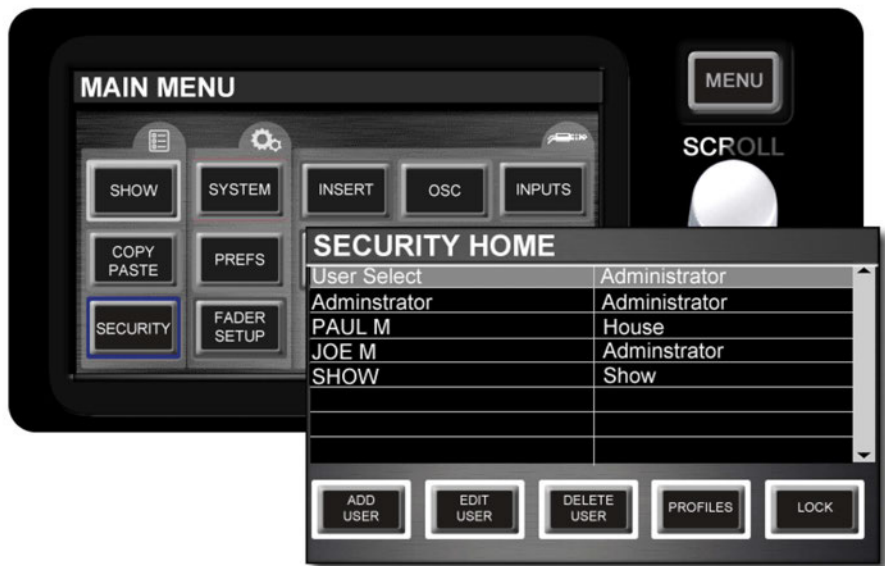 MAIN MENU
MENU
SCROLL
SHOW
SYSTEM
INSERT
OSC
INPUTS
COPY
PASTE
PREFS
SECURITY
FADER
SETUP
SECURITY HOME
User Select Administrator
Adminstrator Administrator
PAUL M House
JOE M Adminstrator
SHOW Show
ADD
USER
EDIT
USER
DELETE
USER
PROFILES
LOCK